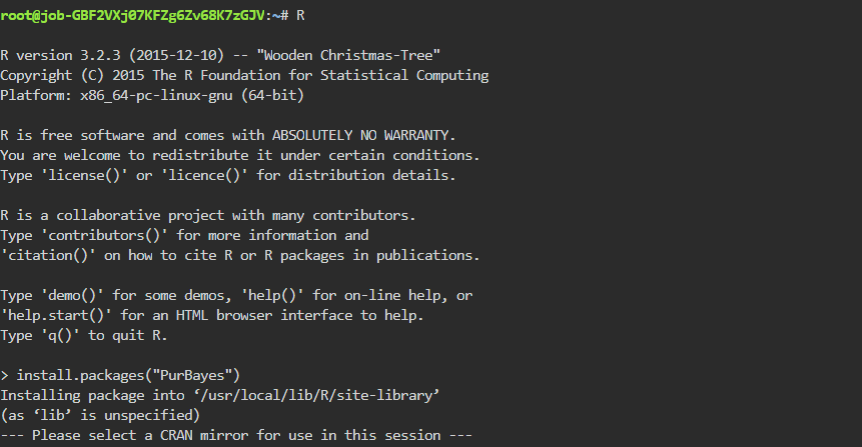 root@job-GBF2VXj07KFZg6Zv68K7zGJV:~# R
R version 3.2.3 (2015-12-10) -- "Wooden Christmas-Tree"
Copyright (C) 2015 The R Foundation for Statistical Computing
Platform: x86_64-pc-linux-gnu (64-bit)
R is free software and comes with ABSOLUTELY NO WARRANTY.
You are welcome to redistribute it under certain conditions.
Type 'license()' or 'licence()' for distribution details.
R is a collaborative project with many contributors.
Type 'contributors()' for more information and
'citation()' on how to cite R or R packages in publications.
Type 'demo()' for some demos, 'help()' for on-line help, or
'help.start()' for an HTML browser interface to help.
Type 'q()' to quit R.
> install.packages("PurBayes")
Installing package into ‘/usr/local/lib/R/site-library’
(as ‘lib’ is unspecified)
--- Please select a CRAN mirror for use in this session ---